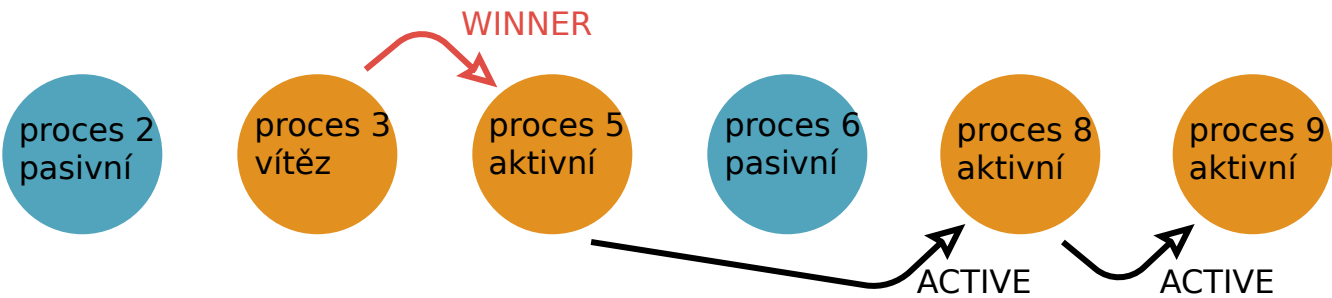 WINNER
proces 2
pasivní
proces 3
vítěz
proces 5
aktivní
proces 6
pasivní
proces 8
aktivní
proces 9
aktivní
ACTIVE
ACTIVE